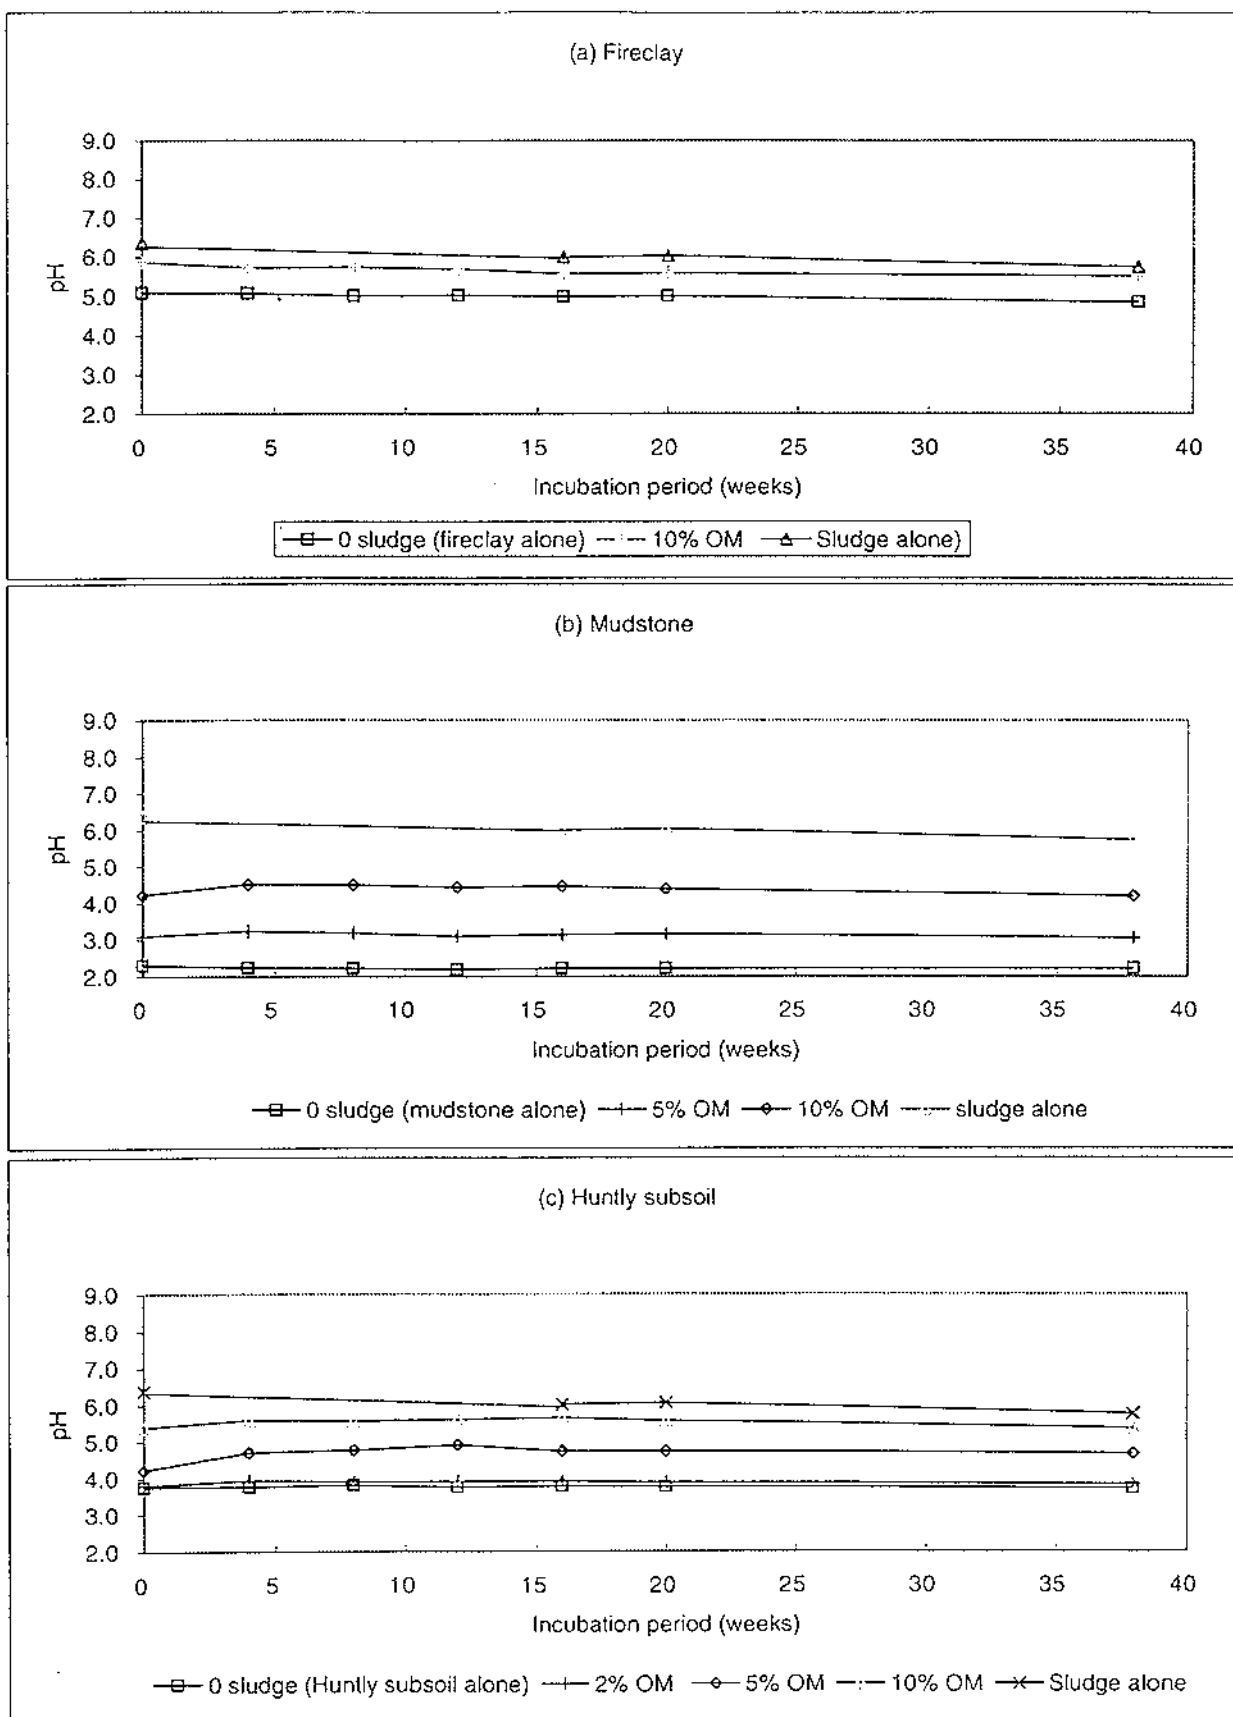 (a) Fireclay
9.0
8.0
7.0
6.0
5.0
4.0
3.0
2.0
pH
0 5 10 15 20 25 30 35 40
Incubation period (weeks)
0 sludge (fireclay alone) 10% OM Sludge alone)
(b) Mudstone
9.0
8.0
7.0
6.0
5.0
4.0
3.0
2.0
pH
0 5 10 15 20 25 30 35 40
Incubation period (weeks)
0 sludge (mudstone alone) 5% OM 10% OM sludge alone
(c) Huntly subsoil
9.0
8.0
7.0
6.0
5.0
4.0
3.0
2.0
pH
0 5 10 15 20 25 30 35 40
Incubation period (weeks)
0 sludge (Huntly subsoil alone) 2% OM 5% OM 10% OM Sludge alone